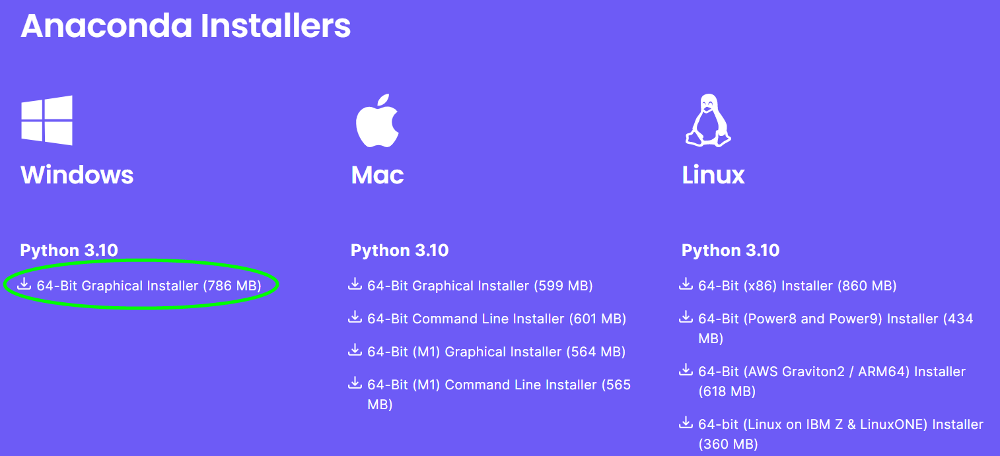 Anaconda Installers
Windows
Python 3.10
64-Bit Graphical Installer (786 MB)
Mac
Python 3.10
64-Bit Graphical Installer (599 MB)
64-Bit Command Line Installer (601 MB)
64-Bit (M1) Graphical Installer (564 MB)
64-Bit (M1) Command Line Installer (565
MB)
Linux
Python 3.10
64-Bit (x86) Installer (860 MB)
64-Bit (Power8 and Power9) Installer (434
MB)
64-Bit (AWS Graviton2 / ARM64) Installer
(618 MB)
64-bit (Linux on IBM Z & LinuxONE) Installer
(360 MB)